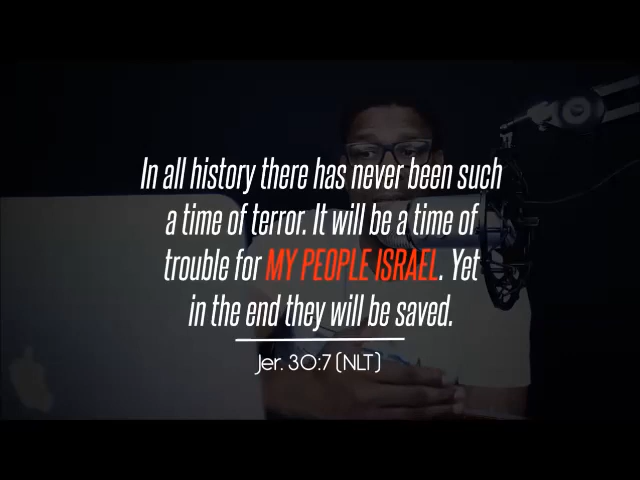 In all history there has never been such
a time of terror. It will be a time of
trouble for MY PEOPLE ISRAEL. Yet
in the end they will be saved.
Jer. 30:7 (NLT)